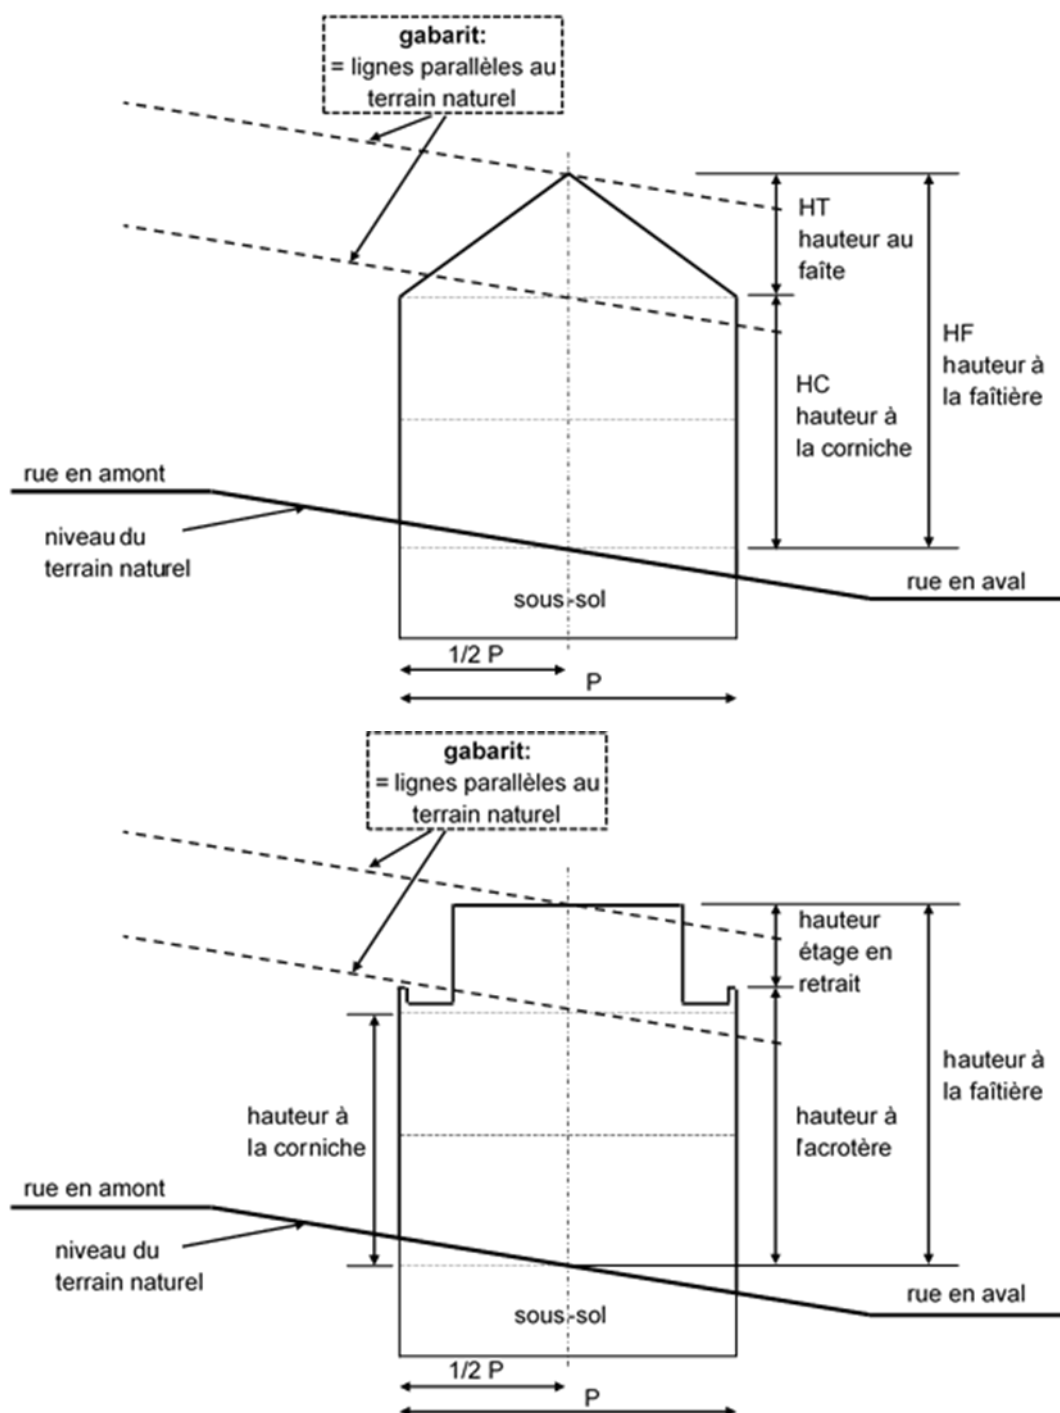 gabarit:
= lignes parallèles au
terrain naturel
HT
hauteur au
faîte
HF
hauteur à
la faîtière
HC
hauteur à
la corniche
rue en amont
niveau du
terrain naturel
rue en aval
sous-sol
1/2 P
P
gabarit:
= lignes parallèles au
terrain naturel
hauteur
étage en
retrait
hauteur à
la faîtière
hauteur à
la corniche
hauteur à
l'acrotère
rue en amont
niveau du
terrain naturel
rue en aval
sous-sol
1/2 P
P